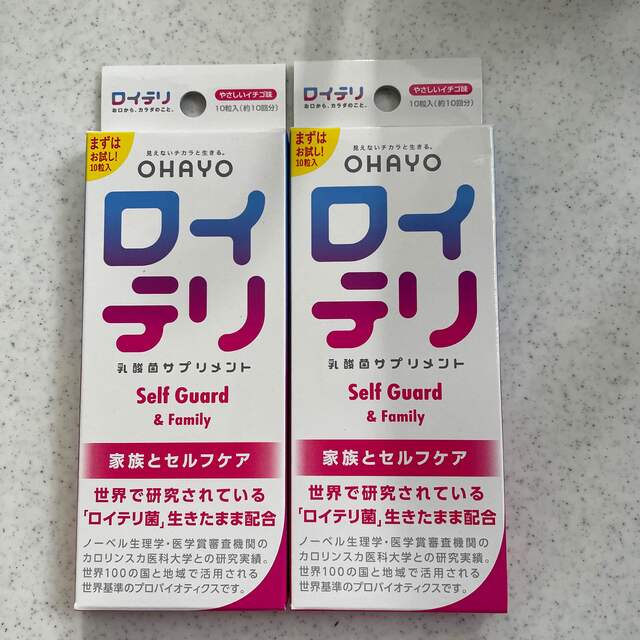 ロイテリ
お口から、カラダのこと。
やさしいイチゴ味
10粒入(約10回分)
まずは
お試し!
10粒入
見えないチカラと生きる。
OHAYO
ロイ
テリ
乳酸菌サプリメント
Self Guard
& Family
家族とセルフケア
世界で研究されている
「ロイテリ菌」生きたまま配合
ノーベル生理学・医学賞審査機関の
カロリンスカ医科大学との研究実績。
世界100の国と地域で活用される
世界基準のプロバイオティクスです。
ロイテリ
お口から、カラダのこと。
やさしいイチゴ味
10粒入(約10回分)
まずは
お試し!
10粒入
見えないチカラと生きる。
OHAYO
ロイ
テリ
乳酸菌サプリメント
Self Guard
& Family
家族とセルフケア
世界で研究されている
「ロイテリ菌」生きたまま配合
ノーベル生理学・医学賞審査機関の
カロリンスカ医科大学との研究実績。
世界100の国と地域で活用される
世界基準のプロバイオティクスです。